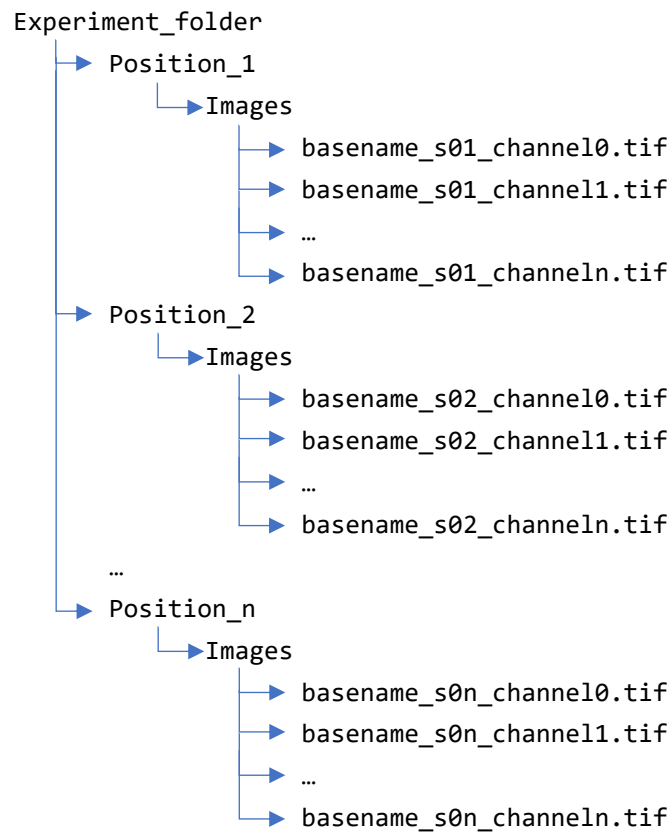 Experiment_folder
Position_1
Images
basename_s01_channel0.tif
basename_s01_channel1.tif
…
basename_s01_channeln.tif
Position_2
Images
basename_s02_channel0.tif
basename_s02_channel1.tif
…
basename_s02_channeln.tif
…
Position_n
Images
basename_s0n_channel0.tif
basename_s0n_channel1.tif
…
basename_s0n_channeln.tif